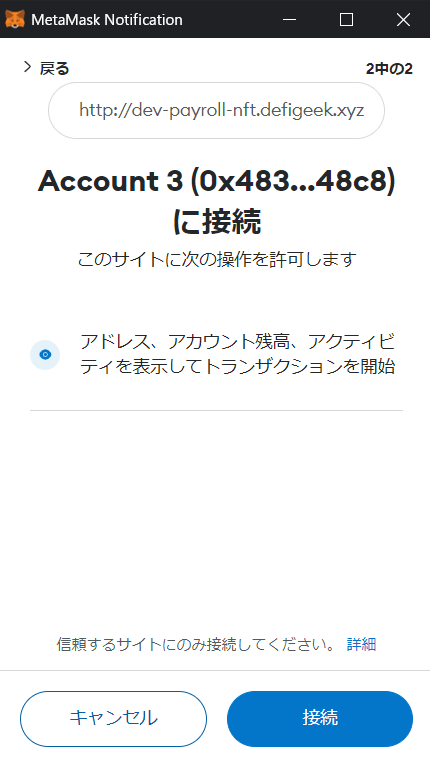 MetaMask Notification
戻る
2中の2
http://dev-payroll-nft.defigeek.xyz
Account 3 (0x483...48c8)
に接続
このサイトに次の操作を許可します
アドレス、アカウント残高、アクティビ
ティを表示してトランザクションを開始
信頼するサイトにのみ接続してください。 詳細
キャンセル
接続